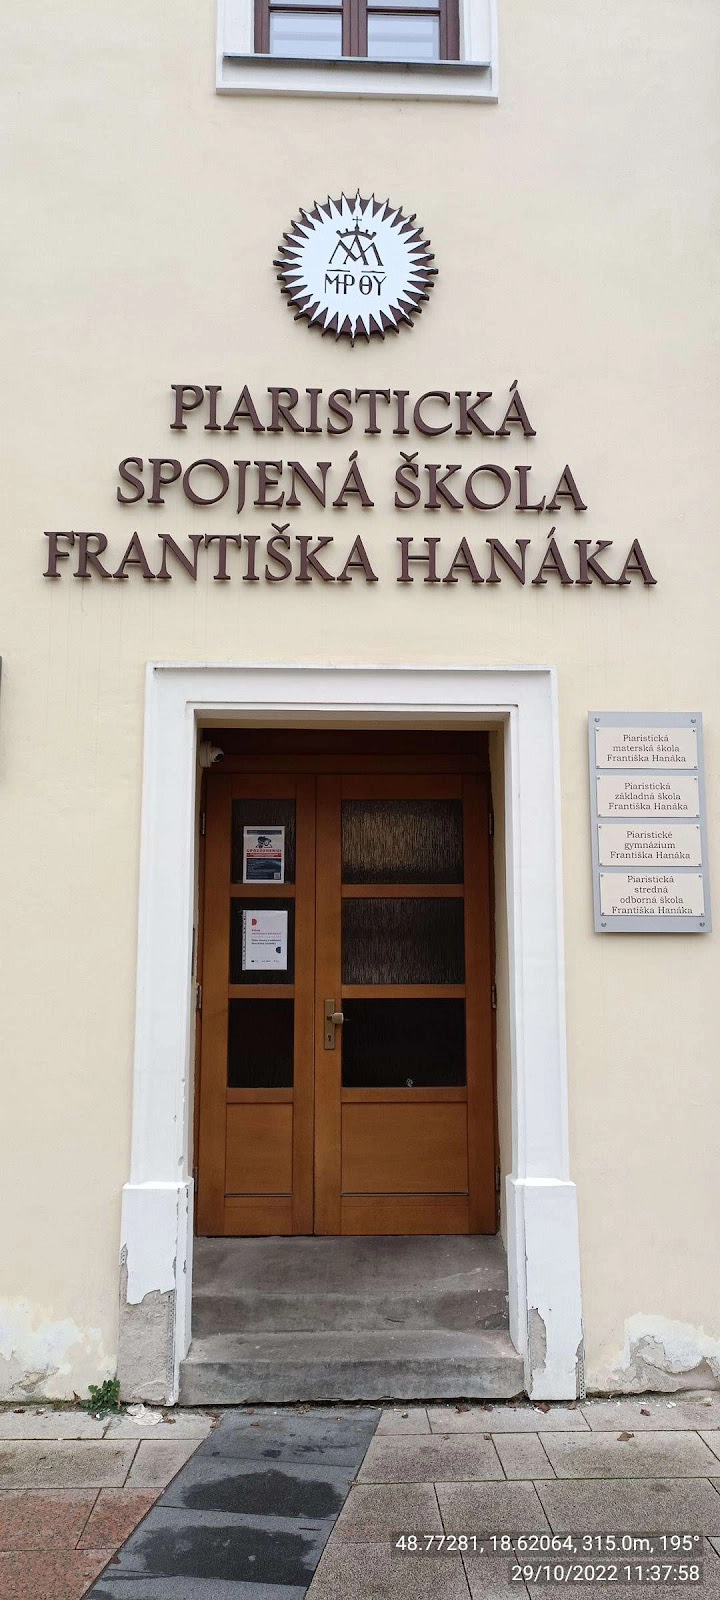 ΜΡ ΘΥ
PIARISTICKÁ
SPOJENÁ ŠKOLA
FRANTIŠKA HANÁKA
Piaristická
materská škola
Františka Hanáka
Piaristická
základná škola
Františka Hanáka
Piaristické
gymnázium
Františka Hanáka
Piaristická
stredná
odborná škola
Františka Hanáka
48.77281, 18.62064, 315.0m, 195°
29/10/2022 11:37:58